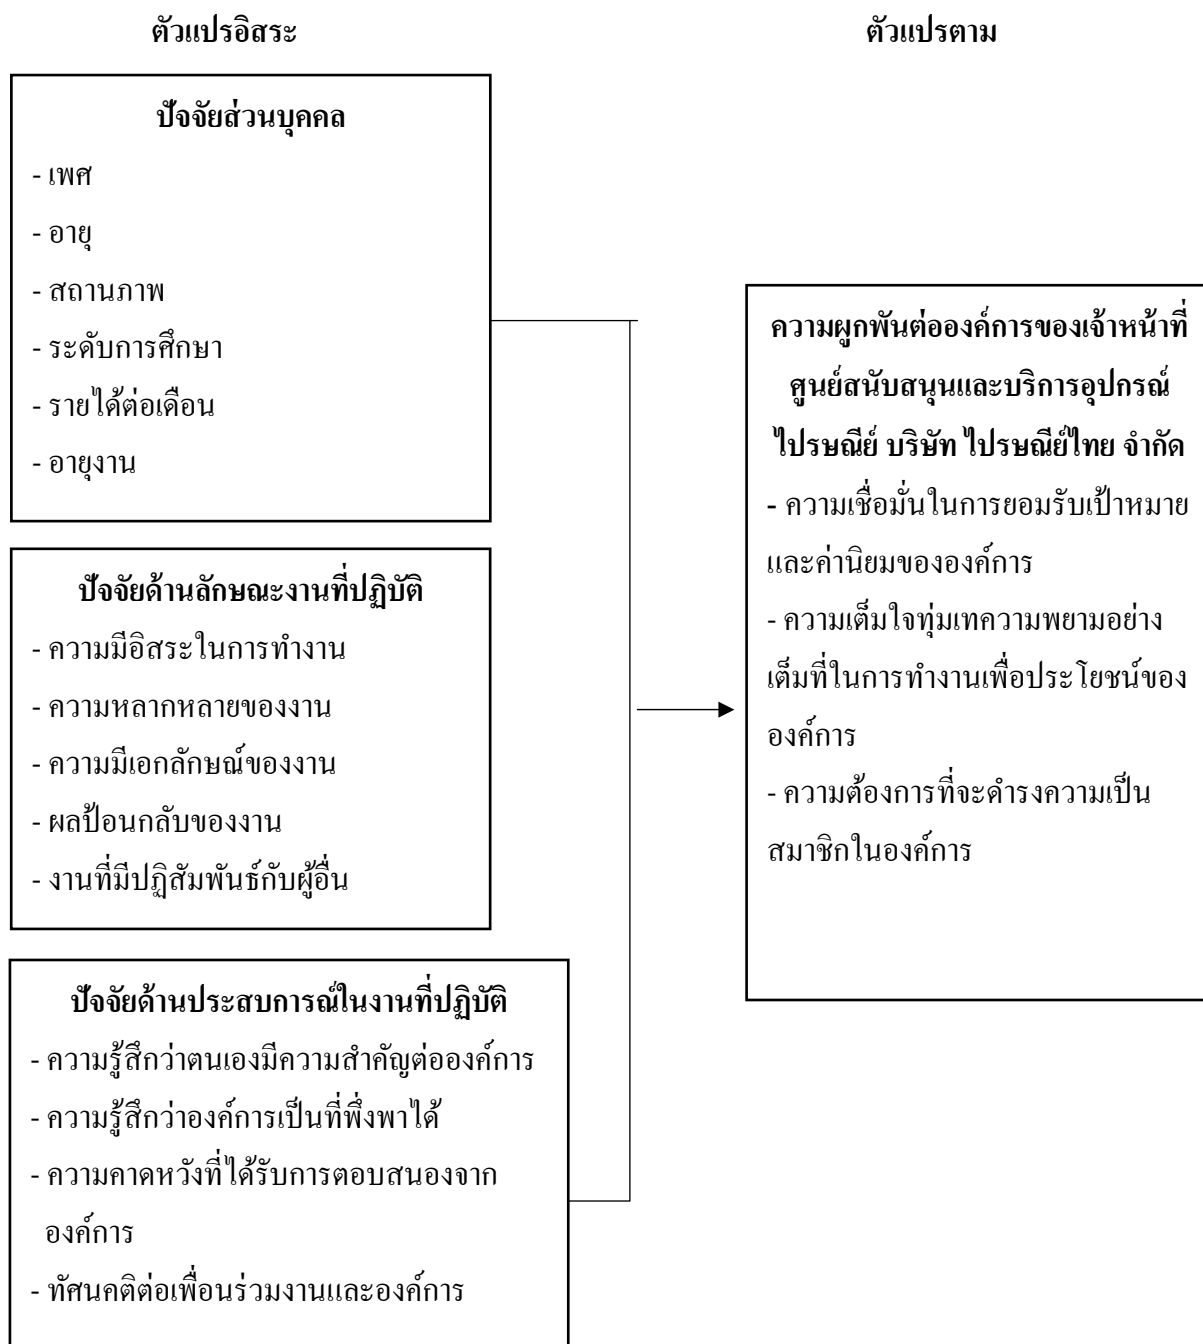 ตัวแปรอิสระ
ตัวแปรตาม
ปัจจัยส่วนบุคคล
- เพศ
- อายุ
- สถานภาพ
- ระดับการศึกษา
- รายได้ต่อเดือน
- อายุงาน
ปัจจัยด้านลักษณะงานที่ปฏิบัติ
- ความมีอิสระในการทำงาน
- ความหลากหลายของงาน
- ความมีเอกลักษณ์ของงาน
- ผลป้อนกลับของงาน
- งานที่มีปฏิสัมพันธ์กับผู้อื่น
ปัจจัยด้านประสบการณ์ในงานที่ปฏิบัติ
- ความรู้สึกว่าตนเองมีความสำคัญต่อองค์การ
- ความรู้สึกว่าองค์การเป็นที่พึ่งพาได้
- ความคาดหวังที่ได้รับการตอบสนองจาก
องค์การ
- ทัศนคติต่อเพื่อนร่วมงานและองค์การ
ความผูกพันต่อองค์การของเจ้าหน้าที่
ศูนย์สนับสนุนและบริการอุปกรณ์
ไปรษณีย์ บริษัท ไปรษณีย์ไทย จำกัด
- ความเชื่อมั่นในการยอมรับเป้าหมาย
และค่านิยมขององค์การ
- ความเต็มใจทุ่มเทความพยามอย่าง
เต็มที่ในการทำงานเพื่อประโยชน์ของ
องค์การ
- ความต้องการที่จะดำรงความเป็น
สมาชิกในองค์การ